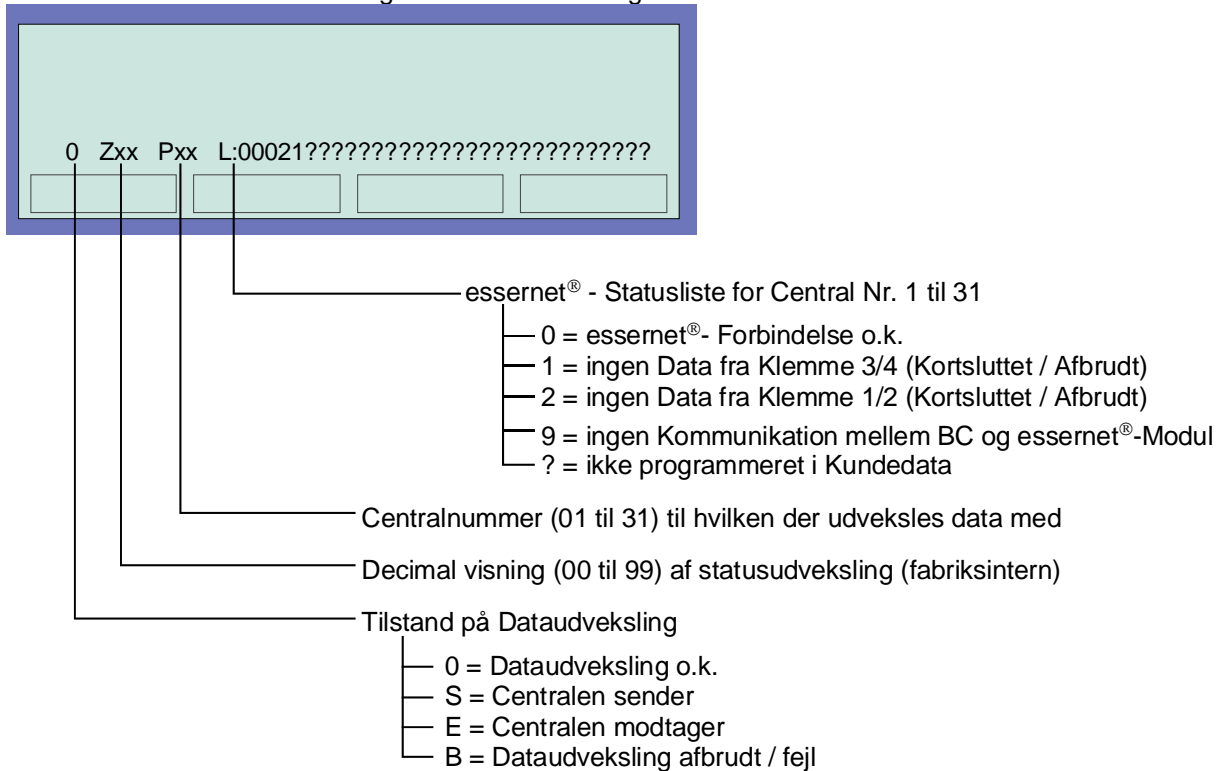 0 Zxx Pxx L:00021??????????????????????????
essernet® - Statusliste for Central Nr. 1 til 31
0 = essernet®- Forbindelse o.k.
1 = ingen Data fra Klemme 3/4 (Kortsluttet / Afbrudt)
2 = ingen Data fra Klemme 1/2 (Kortsluttet / Afbrudt)
9 = ingen Kommunikation mellem BC og essernet®-Modul
? = ikke programmeret i Kundedata
Centralnummer (01 til 31) til hvilken der udveksles data med
Decimal visning (00 til 99) af statusudveksling (fabriksintern)
Tilstand på Dataudveksling
0 = Dataudveksling o.k.
S = Centralen sender
E = Centralen modtager
B = Dataudveksling afbrudt / fejl